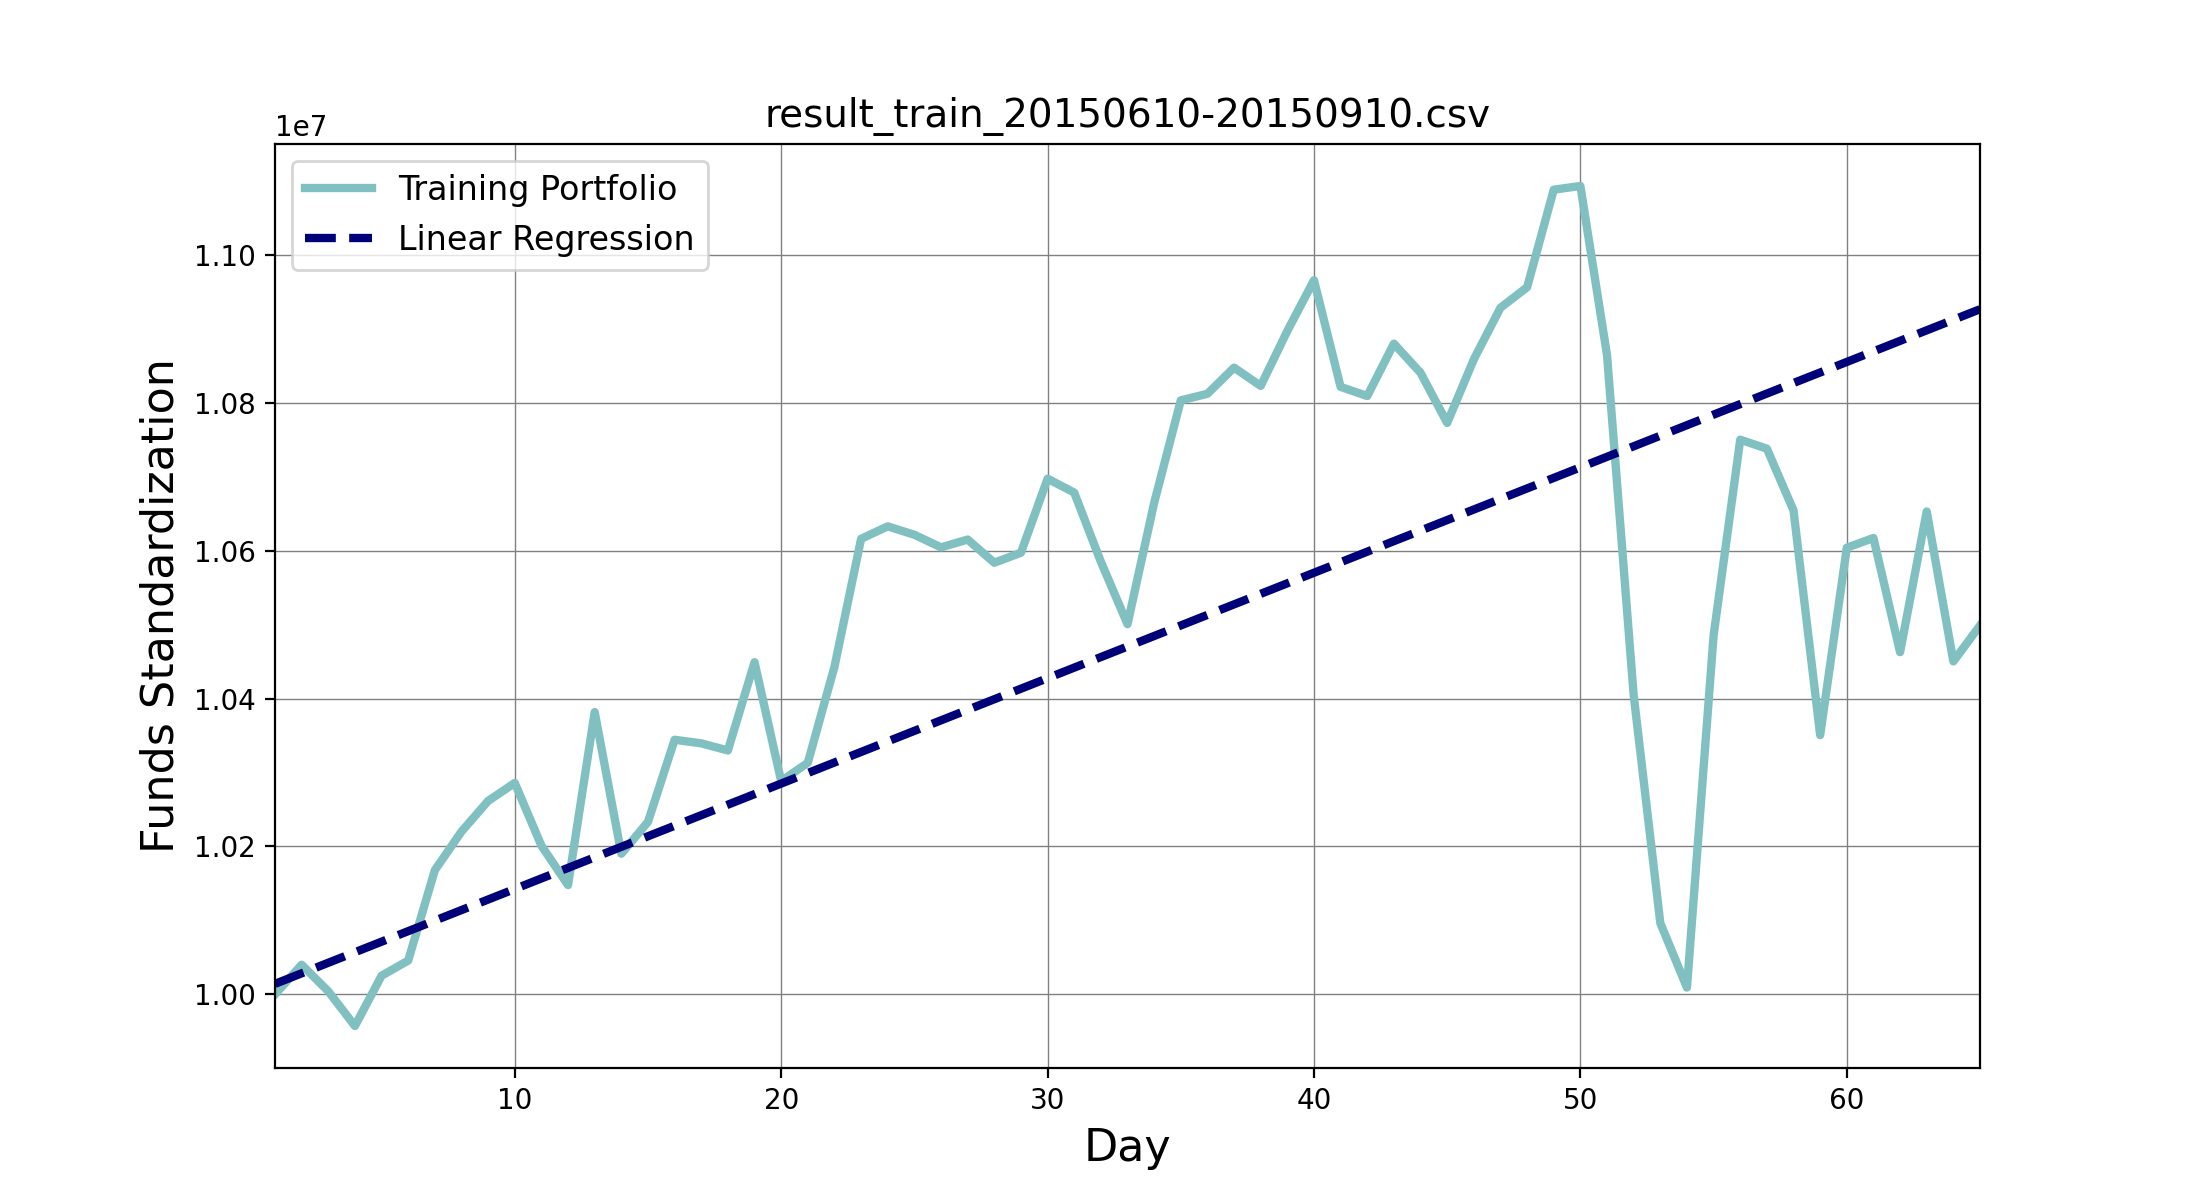 result_train_20150610-20150910.csv
1e7
Training Portfolio
Linear Regression
Funds Standardization
1.10
1.08
1.06
1.04
1.02
1.00
10 20 30 40 50 60
Day